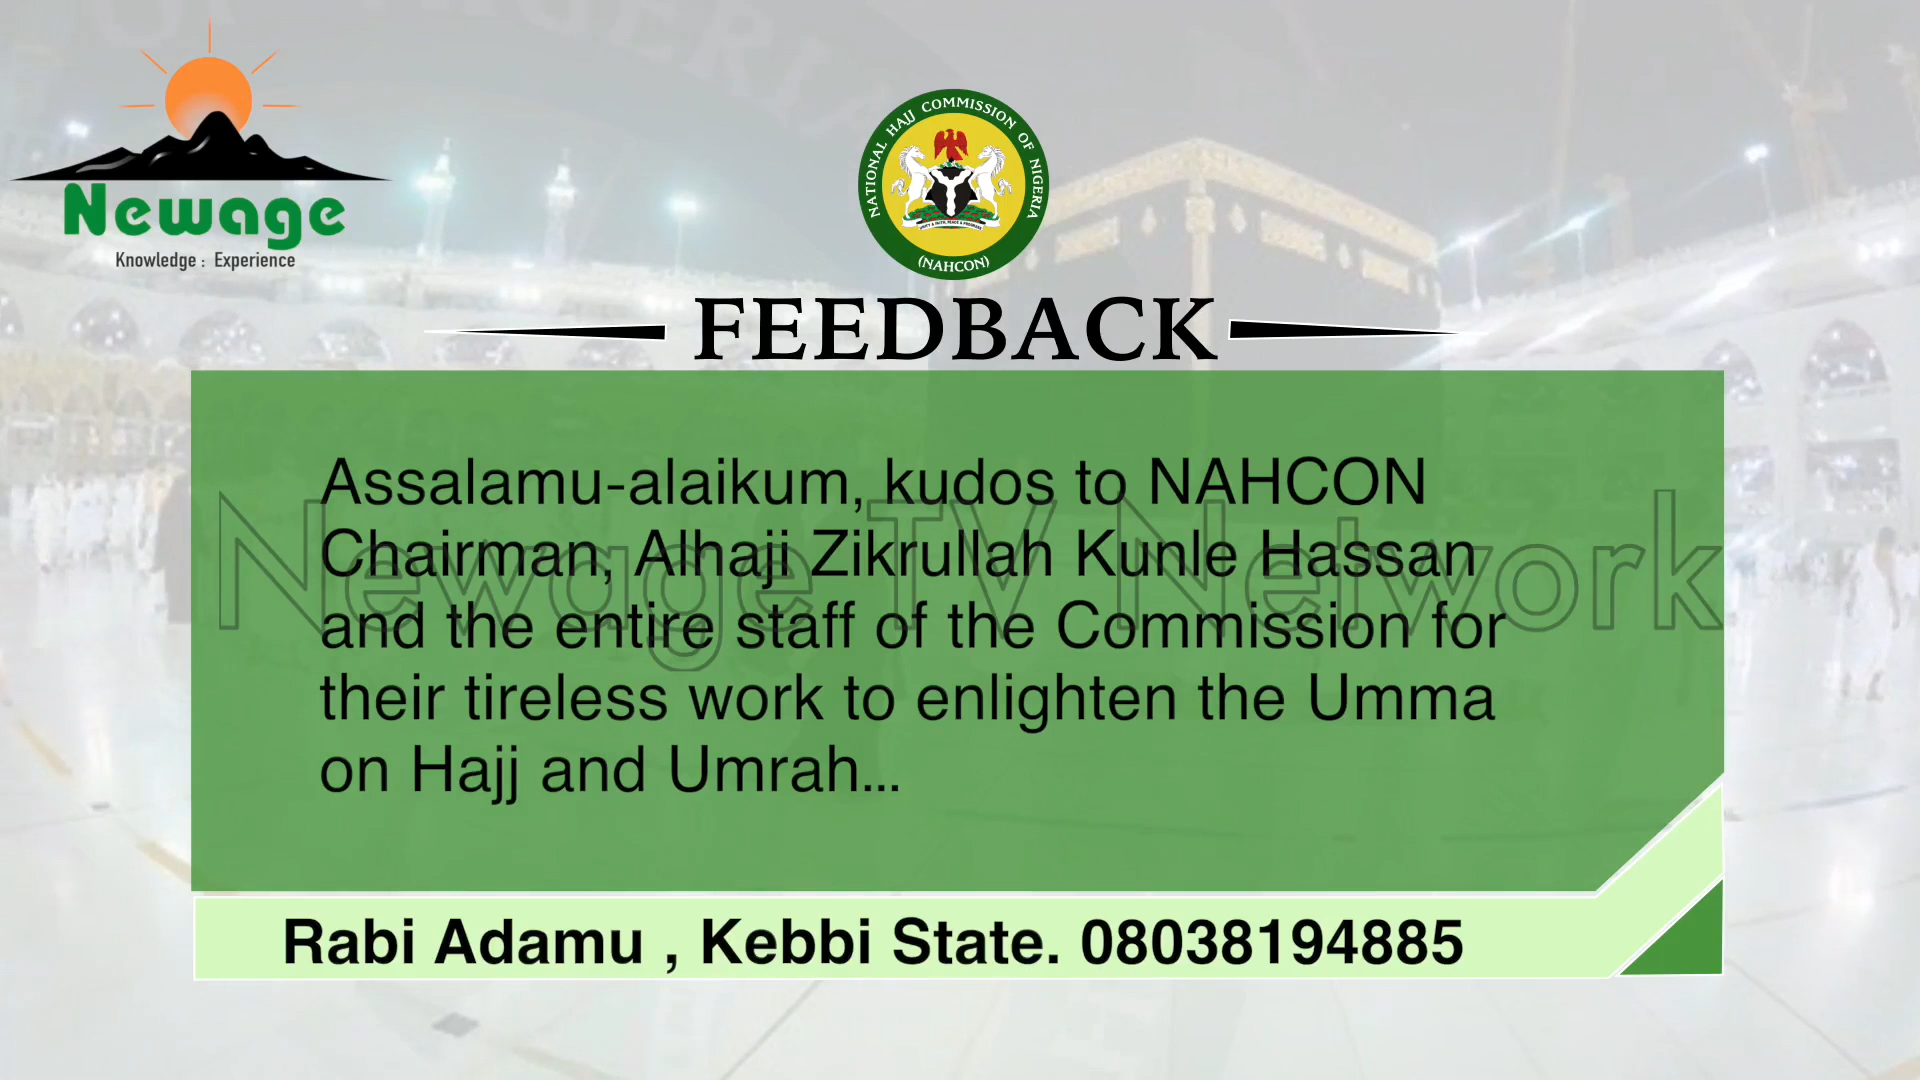 Newage
Knowledge : Experience
NATIONAL HAJJ COMMISSION OF NIGERIA
(NAHCON)
FEEDBACK
Assalamu-alaikum, kudos to NAHCON
Chairman, Alhaji Zikrullah Kunle Hassan
and the entire staff of the Commission for
their tireless work to enlighten the Umma
on Hajj and Umrah...
Newage TV Network
Rabi Adamu , Kebbi State. 08038194885